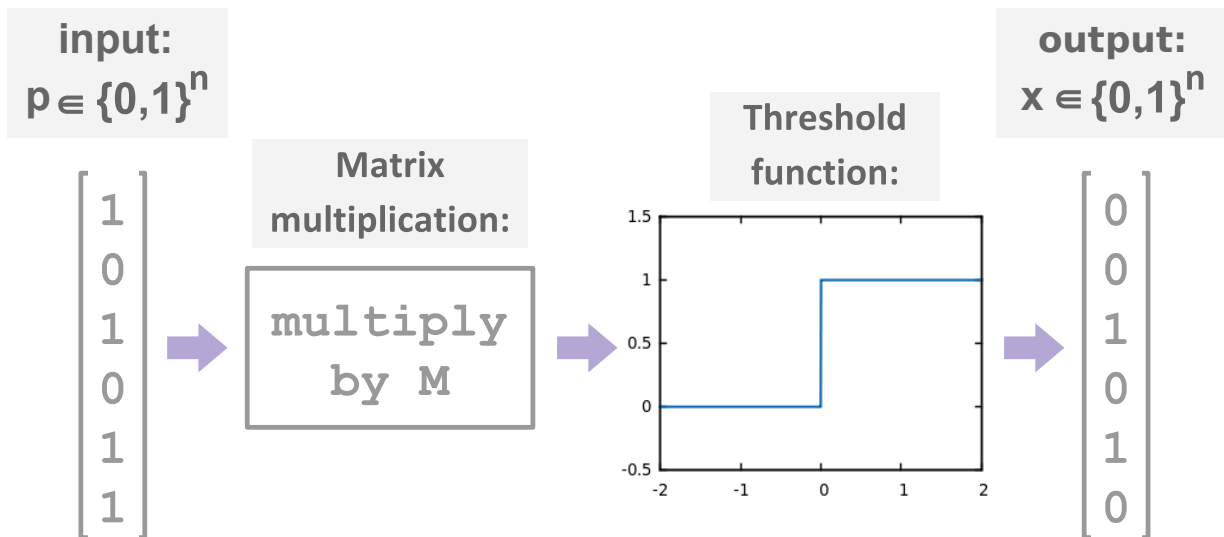 input:
p ∈ {0,1}^n
1
0
1
0
1
1
Matrix
multiplication:
multiply
by M
Threshold
function:
1.5
1
0.5
0
-0.5
-2 -1 0 1 2
output:
x ∈ {0,1}^n
0
0
1
0
1
0